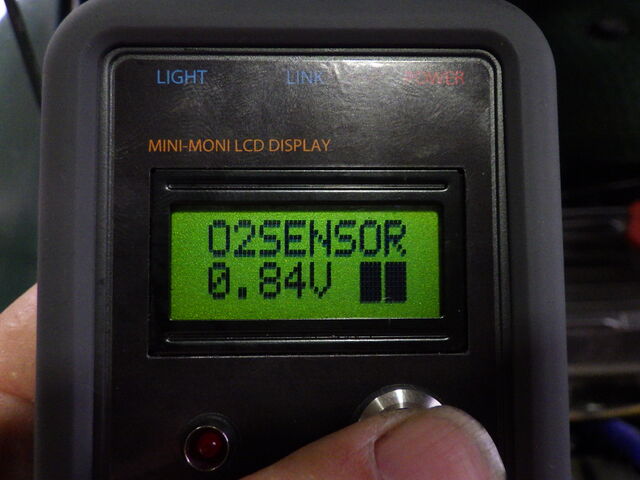 LIGHT LINK POWER
MINI-MONI LCD DISPLAY
O2SENSOR
0.84V